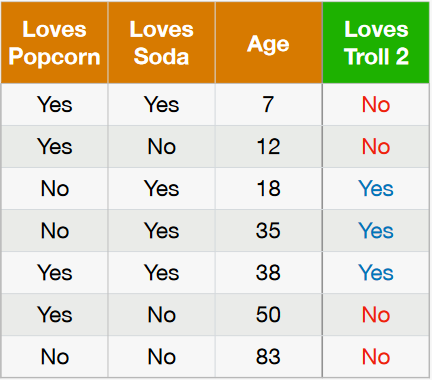 Loves Popcorn Loves Soda Age Loves Troll 2
Yes Yes 7 No
Yes No 12 No
No Yes 18 Yes
No Yes 35 Yes
Yes Yes 38 Yes
Yes No 50 No
No No 83 No